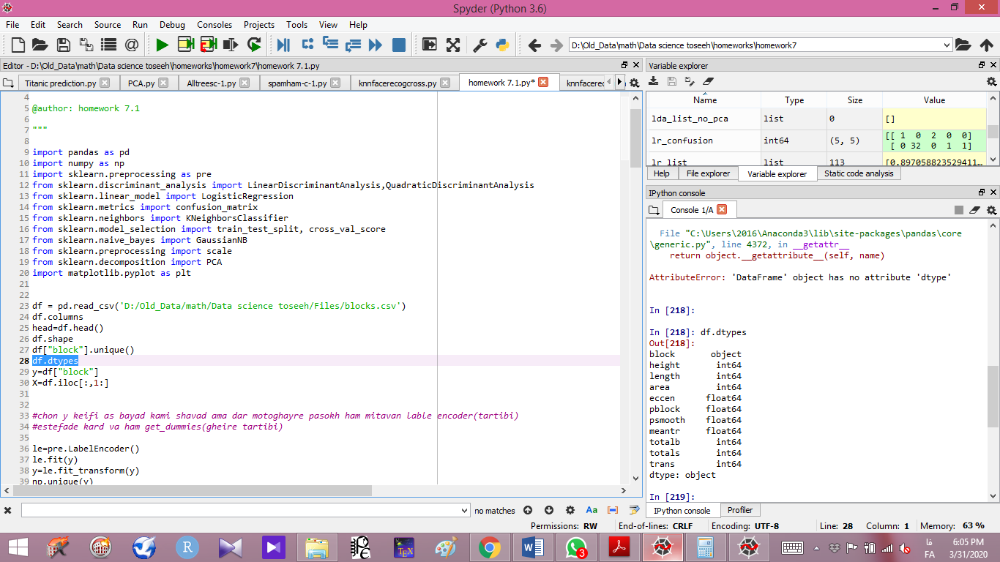 Spyder (Python 3.6)
File Edit Search Source Run Debug Consoles Projects Tools View Help
D:\Old_Data\math\Data science toseeh\homeworks\homework7
Editor - D:\Old_Data\math\Data science toseeh\homeworks\homework7\homework 7.1.py
Titanic prediction.py PCA.py Alltreesc-1.py spamham-c-1.py knnfacerecogcross.py homework 7.1.py* knnfacerec
4
5 @author: homework 7.1
6
7 """
8
9 import pandas as pd
10 import numpy as np
11 import sklearn.preprocessing as pre
12 from sklearn.discriminant_analysis import LinearDiscriminantAnalysis,QuadraticDiscriminantAnalysis
13 from sklearn.linear_model import LogisticRegression
14 from sklearn.metrics import confusion_matrix
15 from sklearn.neighbors import KNeighborsClassifier
16 from sklearn.model_selection import train_test_split, cross_val_score
17 from sklearn.naive_bayes import GaussianNB
18 from sklearn.preprocessing import scale
19 from sklearn.decomposition import PCA
20 import matplotlib.pyplot as plt
21
22
23 df = pd.read_csv('D:/Old_Data/math/Data science toseeh/Files/blocks.csv')
24 df.columns
25 head=df.head()
26 df.shape
27 df["block"].unique()
28 df.dtypes
29 y=df["block"]
30 X=df.iloc[:,1:]
31
32
33 #chon y keifi as bayad kami shavad ama dar motoghayre pasokh ham mitavan lable encoder(tartibi)
34 #estefade kard va ham get_dummies(gheire tartibi)
35
36 le=pre.LabelEncoder()
37 le.fit(y)
38 y=le.fit_transform(y)
39 np.unique(y)
no matches Aa
Variable explorer
Name Type Size Value
lda_list_no_pca list 0 []
lr_confusion int64 (5, 5) [[ 1 0 2 0 0]
[ 0 32 0 1 1]
lr_list list 113 [0.897058823529411...
Help File explorer Variable explorer Static code analysis
IPython console
Console 1/A
File "C:\Users\2016\Anaconda3\lib\site-packages\pandas\core
\generic.py", line 4372, in __getattr__
return object.__getattribute__(self, name)
AttributeError: 'DataFrame' object has no attribute 'dtype'
In [218]:
In [218]: df.dtypes
Out[218]:
block object
height int64
length int64
area int64
eccen float64
pblock float64
psmooth float64
meantr float64
totalb int64
totals int64
trans int64
dtype: object
In [219]:
IPython console Profiler
Permissions: RW End-of-lines: CRLF Encoding: UTF-8 Line: 28 Column: 1 Memory: 63 %
R TEX W 3
فا 6:05 PM
FA 3/31/2020